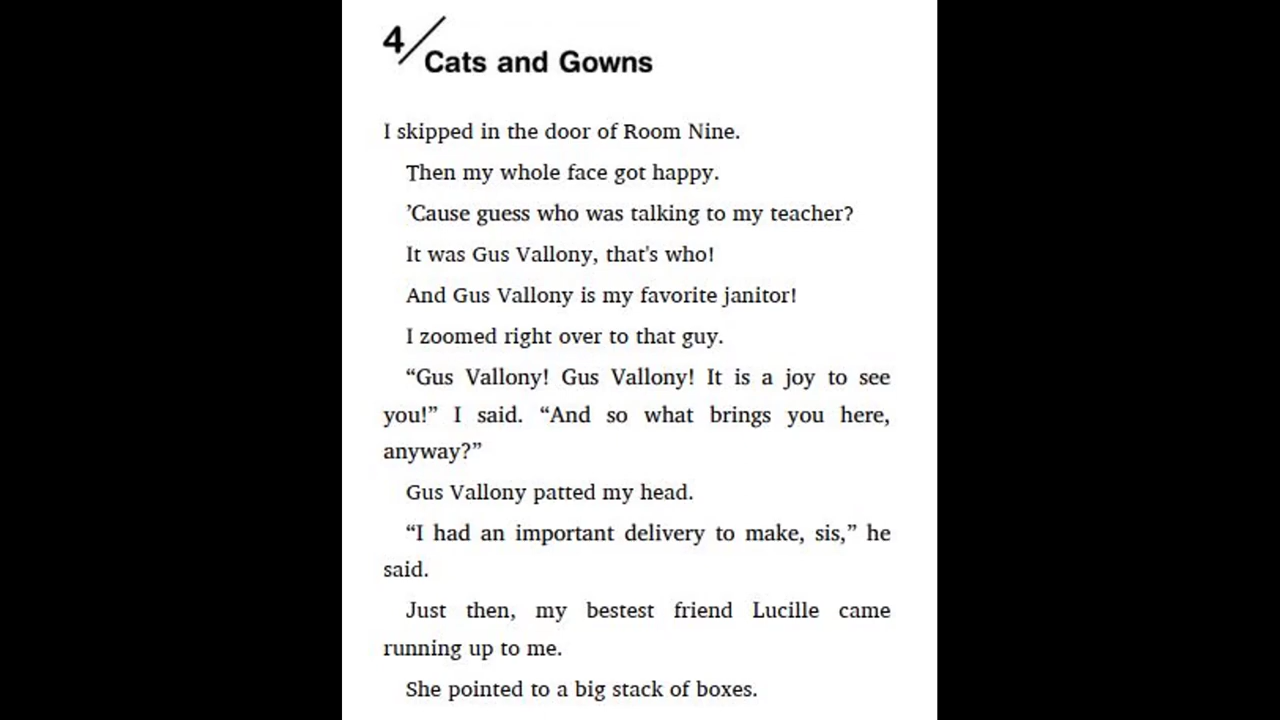 4/
Cats and Gowns
I skipped in the door of Room Nine.
Then my whole face got happy.
’Cause guess who was talking to my teacher?
It was Gus Vallony, that's who!
And Gus Vallony is my favorite janitor!
I zoomed right over to that guy.
“Gus Vallony! Gus Vallony! It is a joy to see
you!” I said. “And so what brings you here,
anyway?”
Gus Vallony patted my head.
“I had an important delivery to make, sis,” he
said.
Just then, my bestest friend Lucille came
running up to me.
She pointed to a big stack of boxes.